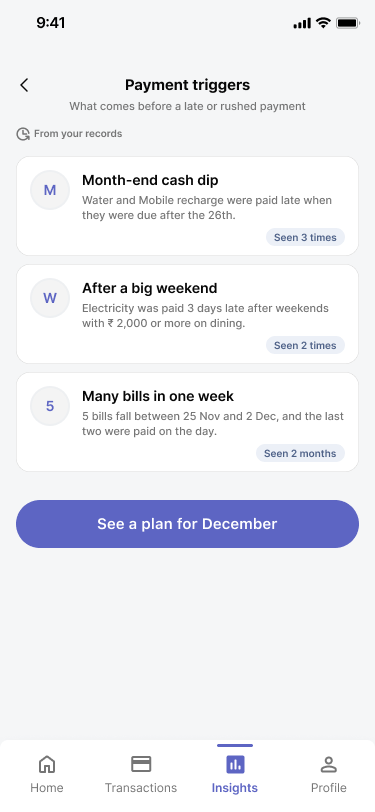 9:41
Payment triggers
What comes before a late or rushed payment
From your records
M
Month-end cash dip
Water and Mobile recharge were paid late when
they were due after the 26th.
Seen 3 times
W
After a big weekend
Electricity was paid 3 days late after weekends
with ₹ 2,000 or more on dining.
Seen 2 times
5
Many bills in one week
5 bills fall between 25 Nov and 2 Dec, and the last
two were paid on the day.
Seen 2 months
See a plan for December
Home
Transactions
Insights
Profile